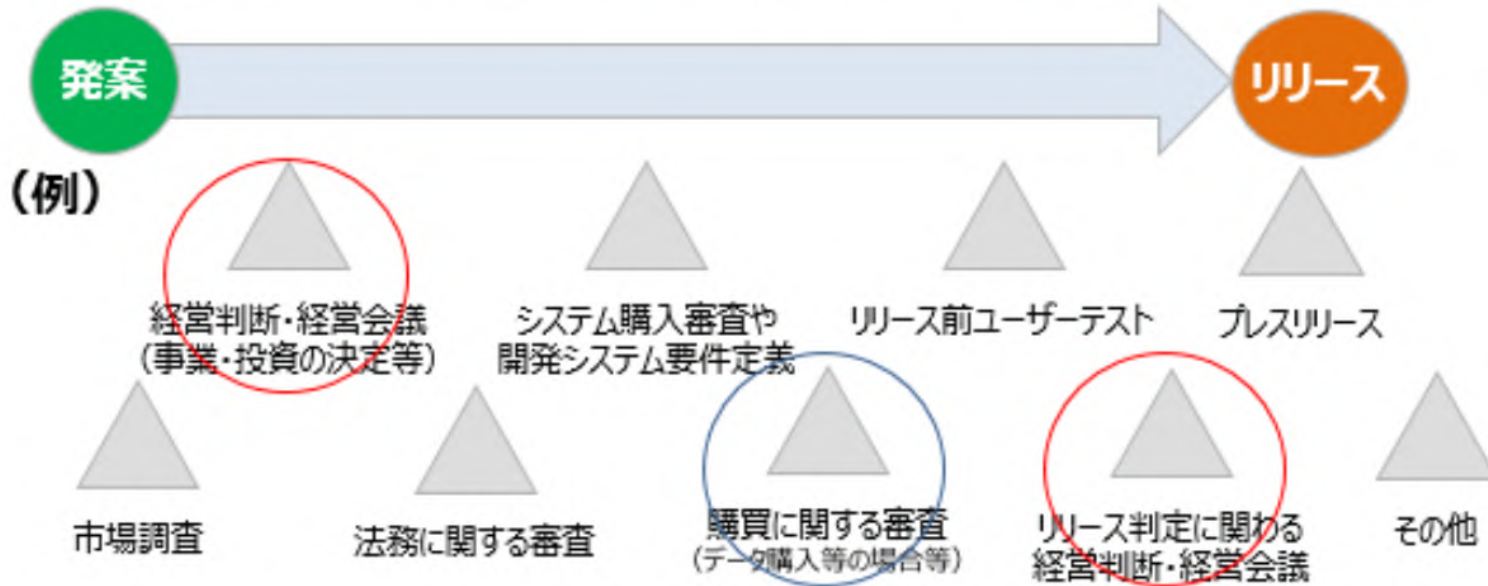 発案
リリース
(例)
経営判断・経営会議
(事業・投資の決定等)
システム購入審査や
開発システム要件定義
リリース前ユーザーテスト
プレスリリース
市場調査
法務に関する審査
購買に関する審査
(データ購入等の場合等)
リリース判定に関わる
経営判断・経営会議
その他